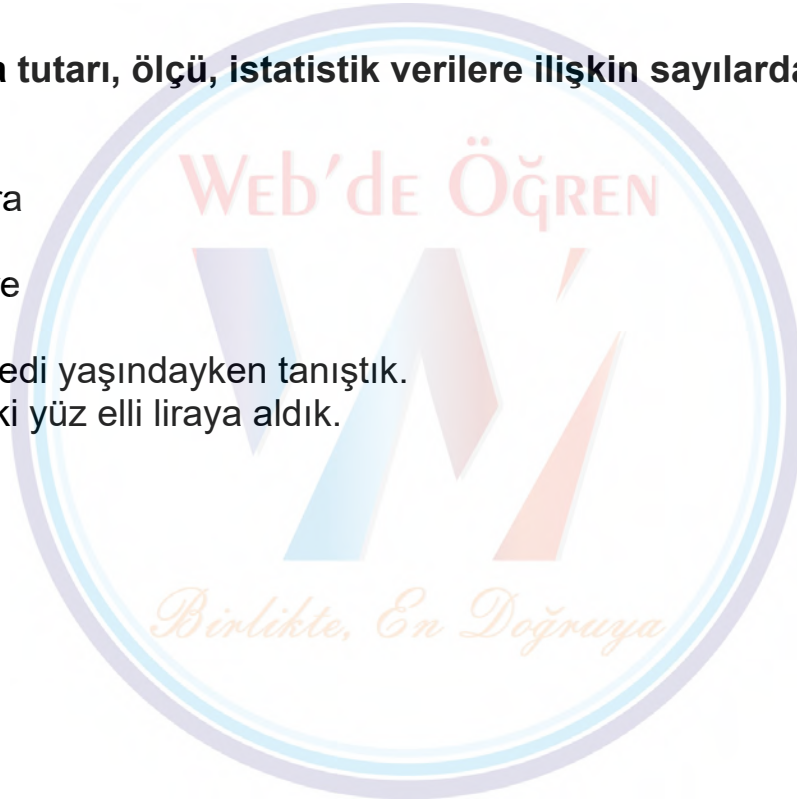 a tutarı, ölçü, istatistik verilere ilişkin sayılarda
Web'de Öğren
ra
re
edi yaşındayken tanıştık.
ki yüz elli liraya aldık.
Birlikte, En Doğruya